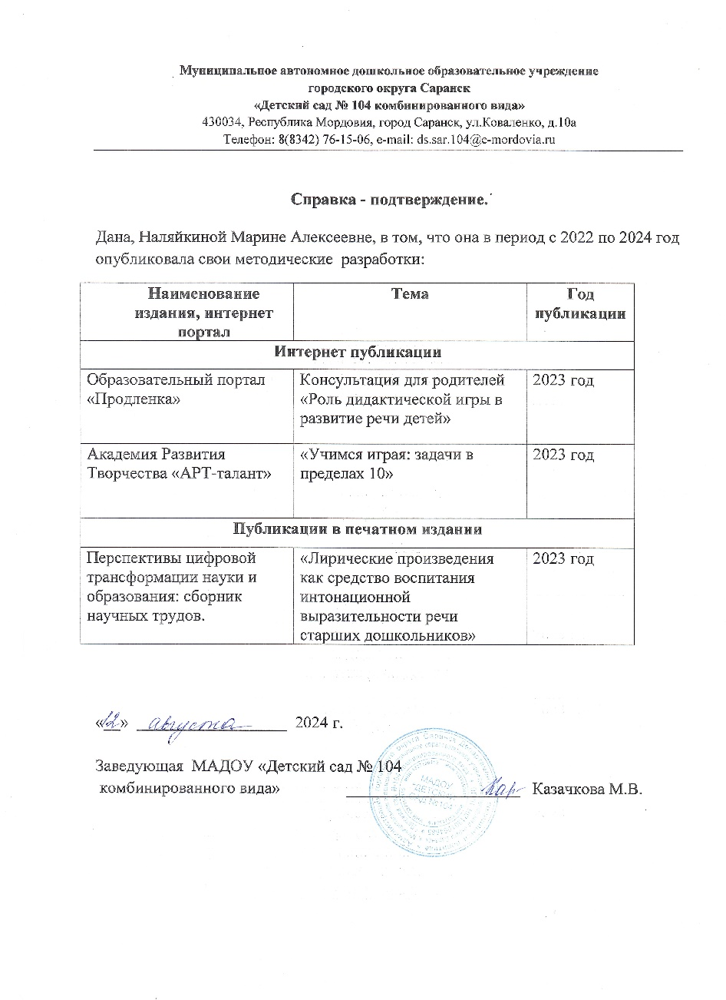 Муниципальное автономное дошкольное образовательное учреждение
городского округа Саранск
«Детский сад № 104 комбинированного вида»
430034, Республика Мордовия, город Саранск, ул.Коваленко, д.10а
Телефон: 8(8342) 76-15-06, e-mail: ds.sar.104@e-mordovia.ru
Справка - подтверждение.
Дана, Наляйкиной Марине Алексеевне, в том, что она в период с 2022 по 2024 год
опубликовала свои методические разработки:
Наименование
издания, интернет
портал
Тема
Год
публикации
Интернет публикации
Образовательный портал
«Продленка»
Консультация для родителей
«Роль дидактической игры в
развитие речи детей»
2023 год
Академия Развития
Творчества «АРТ-талант»
«Учимся играя: задачи в
пределах 10»
2023 год
Публикации в печатном издании
Перспективы цифровой
трансформации науки и
образования: сборник
научных трудов.
«Лирические произведения
как средство воспитания
интонационной
выразительности речи
старших дошкольников»
2023 год
«12» августа 2024 г.
Заведующая МАДОУ «Детский сад № 104
комбинированного вида» Казачкова М.В.
МАДОУ
"ДЕТСКИЙ